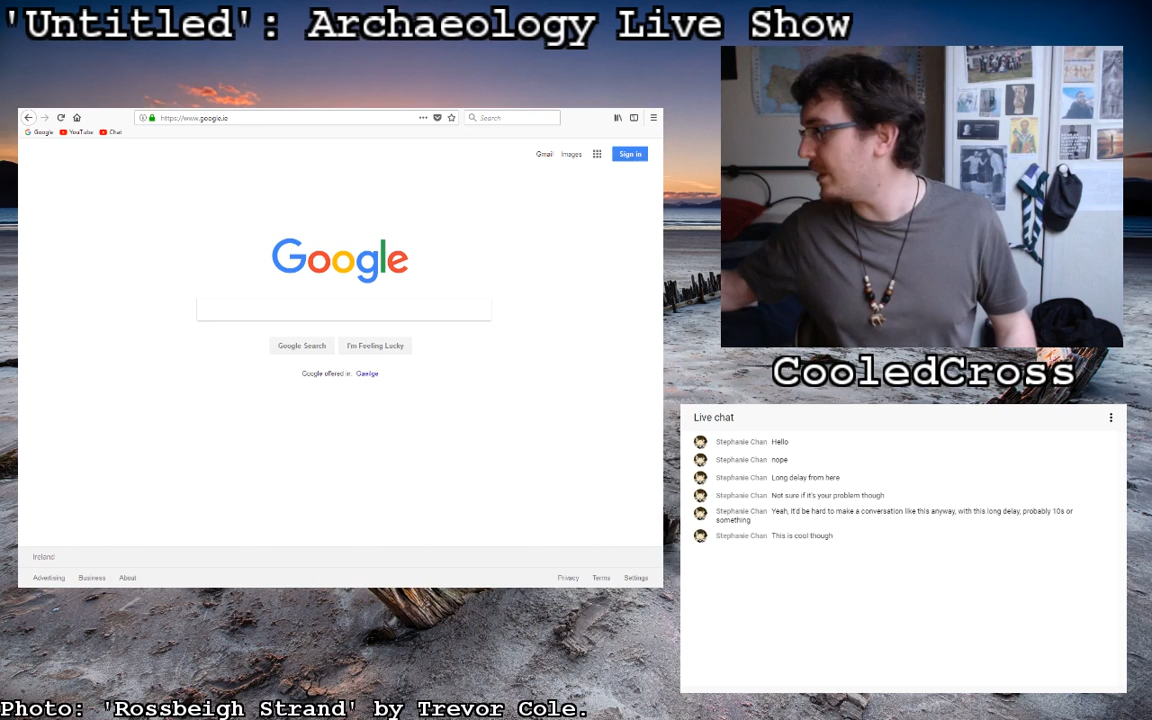 'Untitled': Archaeology Live Show
https://www.google.ie
Search
Google YouTube Chat
Gmail Images Sign in
Google
Google Search I'm Feeling Lucky
Google offered in: Gaeilge
Ireland
Advertising Business About Privacy Terms Settings
CooledCross
Live chat
Stephanie Chan Hello
Stephanie Chan nope
Stephanie Chan Long delay from here
Stephanie Chan Not sure if it's your problem though
Stephanie Chan Yeah, it'd be hard to make a conversation like this anyway, with this long delay, probably 10s or
something
Stephanie Chan This is cool though
Photo: 'Rossbeigh Strand' by Trevor Cole.